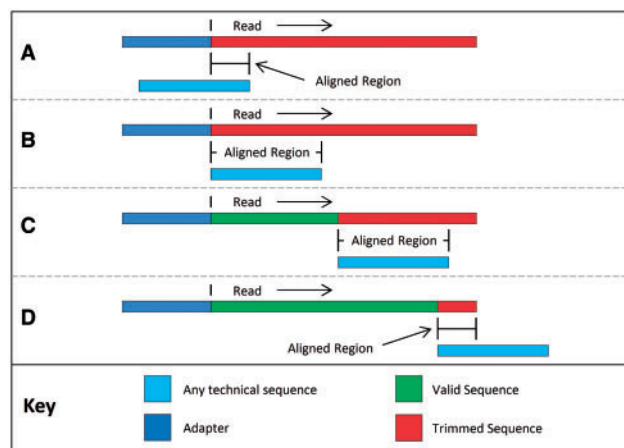 Read
A
Aligned Region
Read
B
Aligned Region
Read
C
Aligned Region
Read
D
Aligned Region
Key
Any technical sequence
Valid Sequence
Adapter
Trimmed Sequence